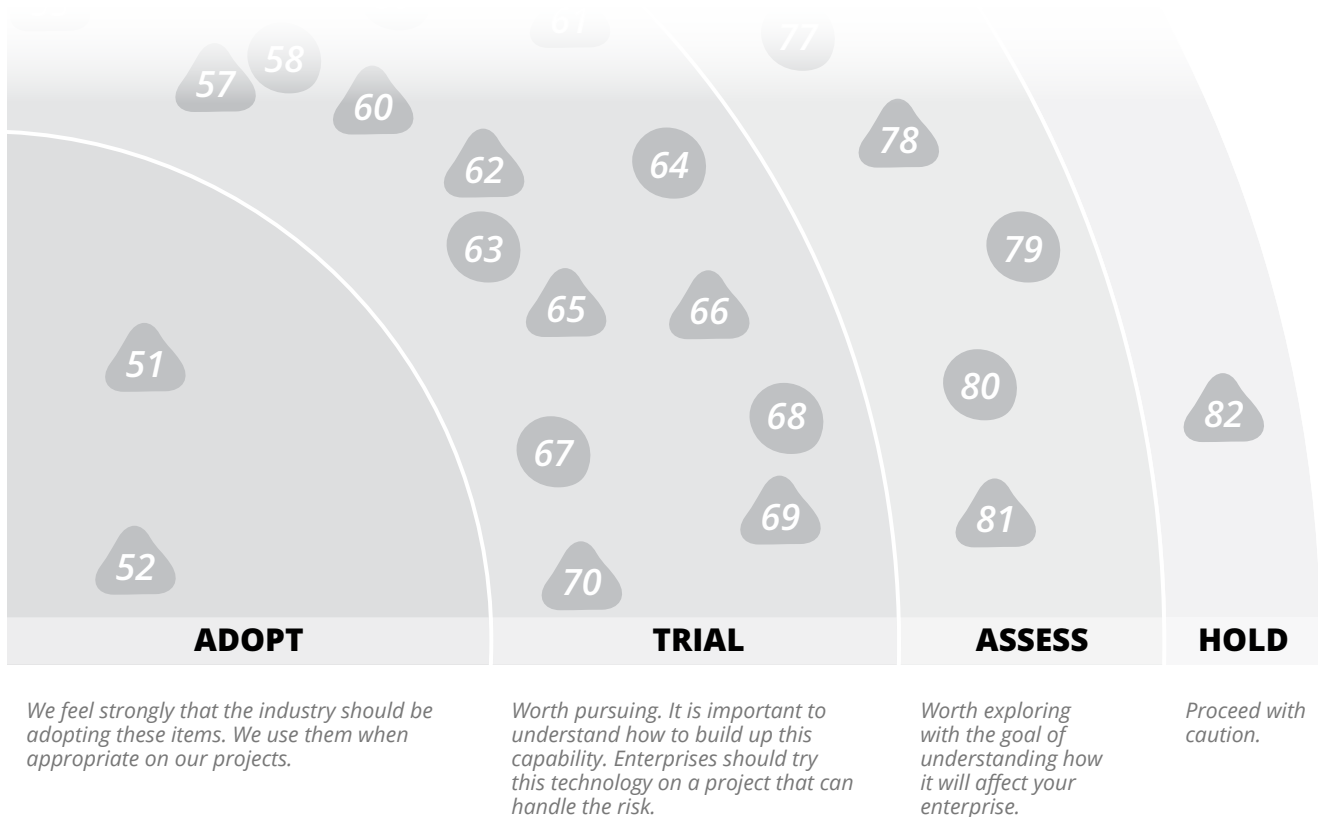 61
77
58
57
60
78
62
64
63
79
65
66
51
80
82
68
67
69
81
52
70
ADOPT
TRIAL
ASSESS
HOLD
We feel strongly that the industry should be
adopting these items. We use them when
appropriate on our projects.
Worth pursuing. It is important to
understand how to build up this
capability. Enterprises should try
this technology on a project that can
handle the risk.
Worth exploring
with the goal of
understanding how
it will affect your
enterprise.
Proceed with
caution.